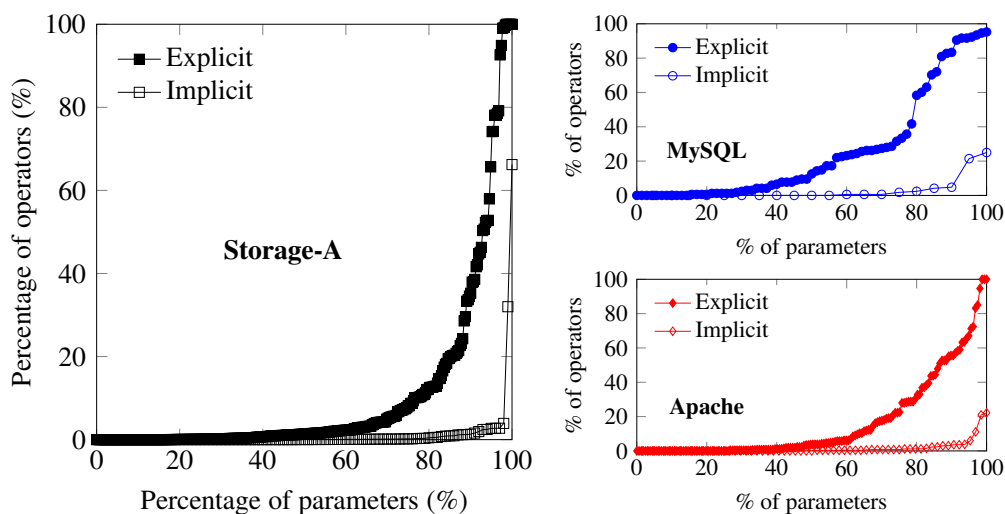 Percentage of operators (%)
100
80
60
40
20
0
Explicit
Implicit
Storage-A
0 20 40 60 80 100
Percentage of parameters (%)
% of operators
100
80
60
40
20
0
Explicit
Implicit
MySQL
0 20 40 60 80 100
% of parameters
% of operators
100
80
60
40
20
0
Explicit
Implicit
Apache
0 20 40 60 80 100
% of parameters